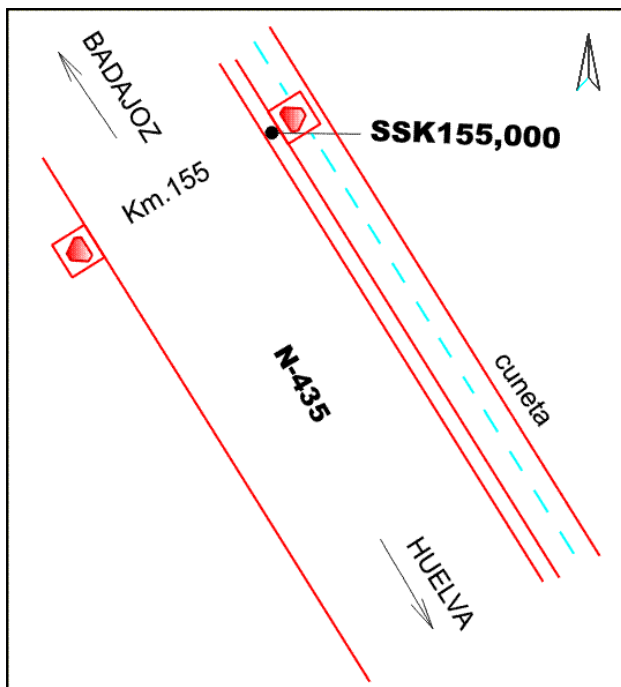 BADAJOZ
SSK155,000
Km.155
N-435
cuneta
HUELVA